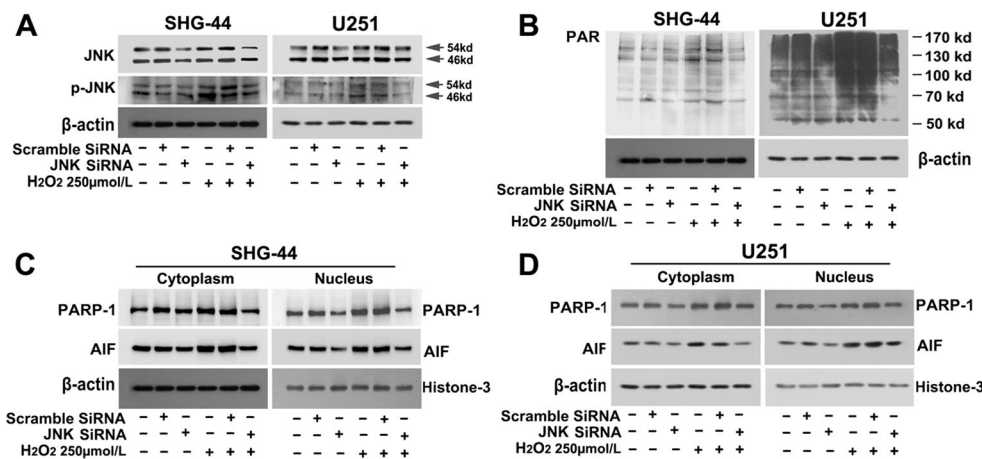 A
SHG-44 U251
JNK
54kd
46kd
p-JNK
54kd
46kd
β-actin
Scramble SiRNA - + - - + - - + - - + -
JNK SiRNA - - + - - + - - + - - +
H2O2 250μmol/L - - - + + + - - - + + +
B
SHG-44 U251
PAR
170 kd
130 kd
100 kd
70 kd
50 kd
β-actin
Scramble SiRNA - + - - + - - + - - + -
JNK SiRNA - - + - - + - - + - - +
H2O2 250μmol/L - - - + + + - - - + + +
C
SHG-44
Cytoplasm Nucleus
PARP-1 PARP-1
AIF AIF
β-actin Histone-3
Scramble SiRNA - + - - + - - + - - + -
JNK SiRNA - - + - - + - - + - - +
H2O2 250μmol/L - - - + + + - - - + + +
D
U251
Cytoplasm Nucleus
PARP-1 PARP-1
AIF AIF
β-actin Histone-3
Scramble SiRNA - + - - + - - + - - + -
JNK SiRNA - - + - - + - - + - - +
H2O2 250μmol/L - - - + + + - - - + + +